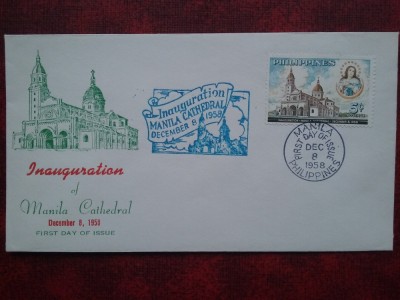 Inauguration
of
Manila Cathedral
December 8, 1958
FIRST DAY OF ISSUE
Inauguration
MANILA CATHEDRAL
DECEMBER 8, 1958
PHILIPPINES
5c
MANILA
FIRST DAY OF ISSUE
DEC
8
1958
PHILIPPINES